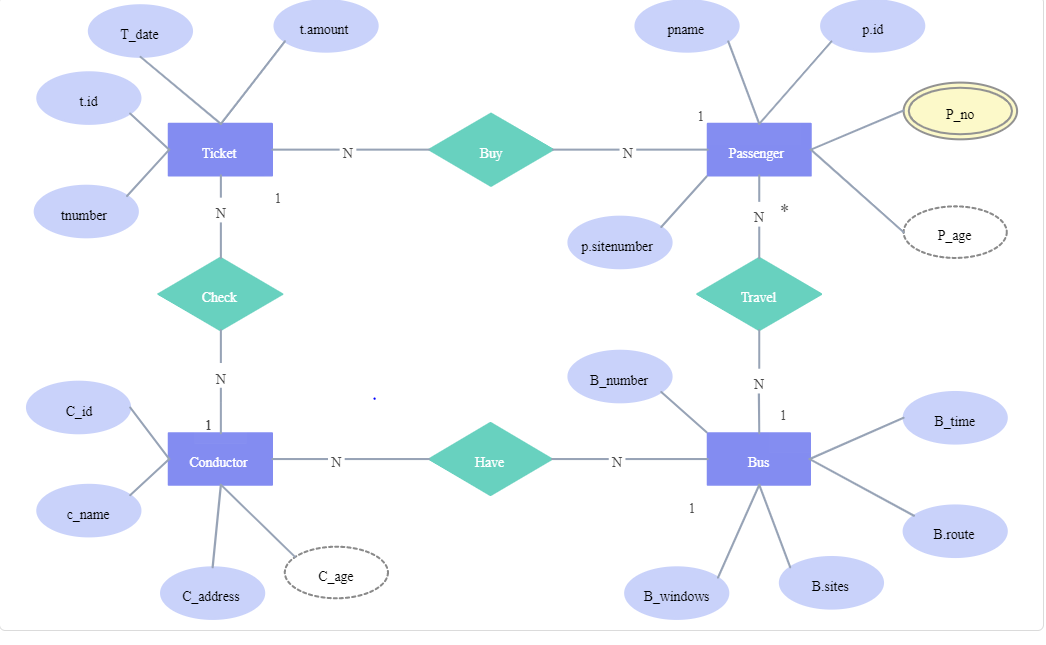 T_date
t.amount
pname
p.id
t.id
P_no
1
Ticket
N
Buy
N
Passenger
1
tnumber
N
N
*
p.sitenumber
P_age
Check
Travel
N
B_number
N
C_id
1
1
B_time
Conductor
N
Have
N
Bus
c_name
1
B.route
C_age
C_address
B_windows
B.sites